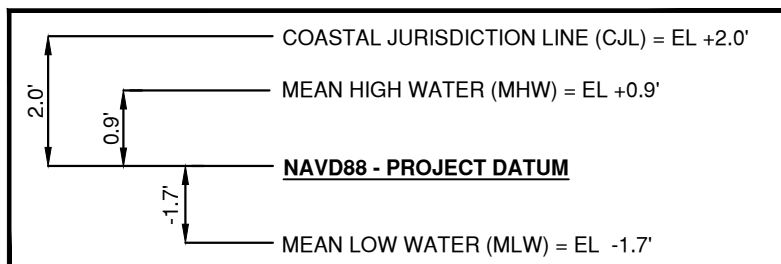 COASTAL JURISDICTION LINE (CJL) = EL +2.0'
2.0'
MEAN HIGH WATER (MHW) = EL +0.9'
0.9'
NAVD88 - PROJECT DATUM
-1.7'
MEAN LOW WATER (MLW) = EL -1.7'